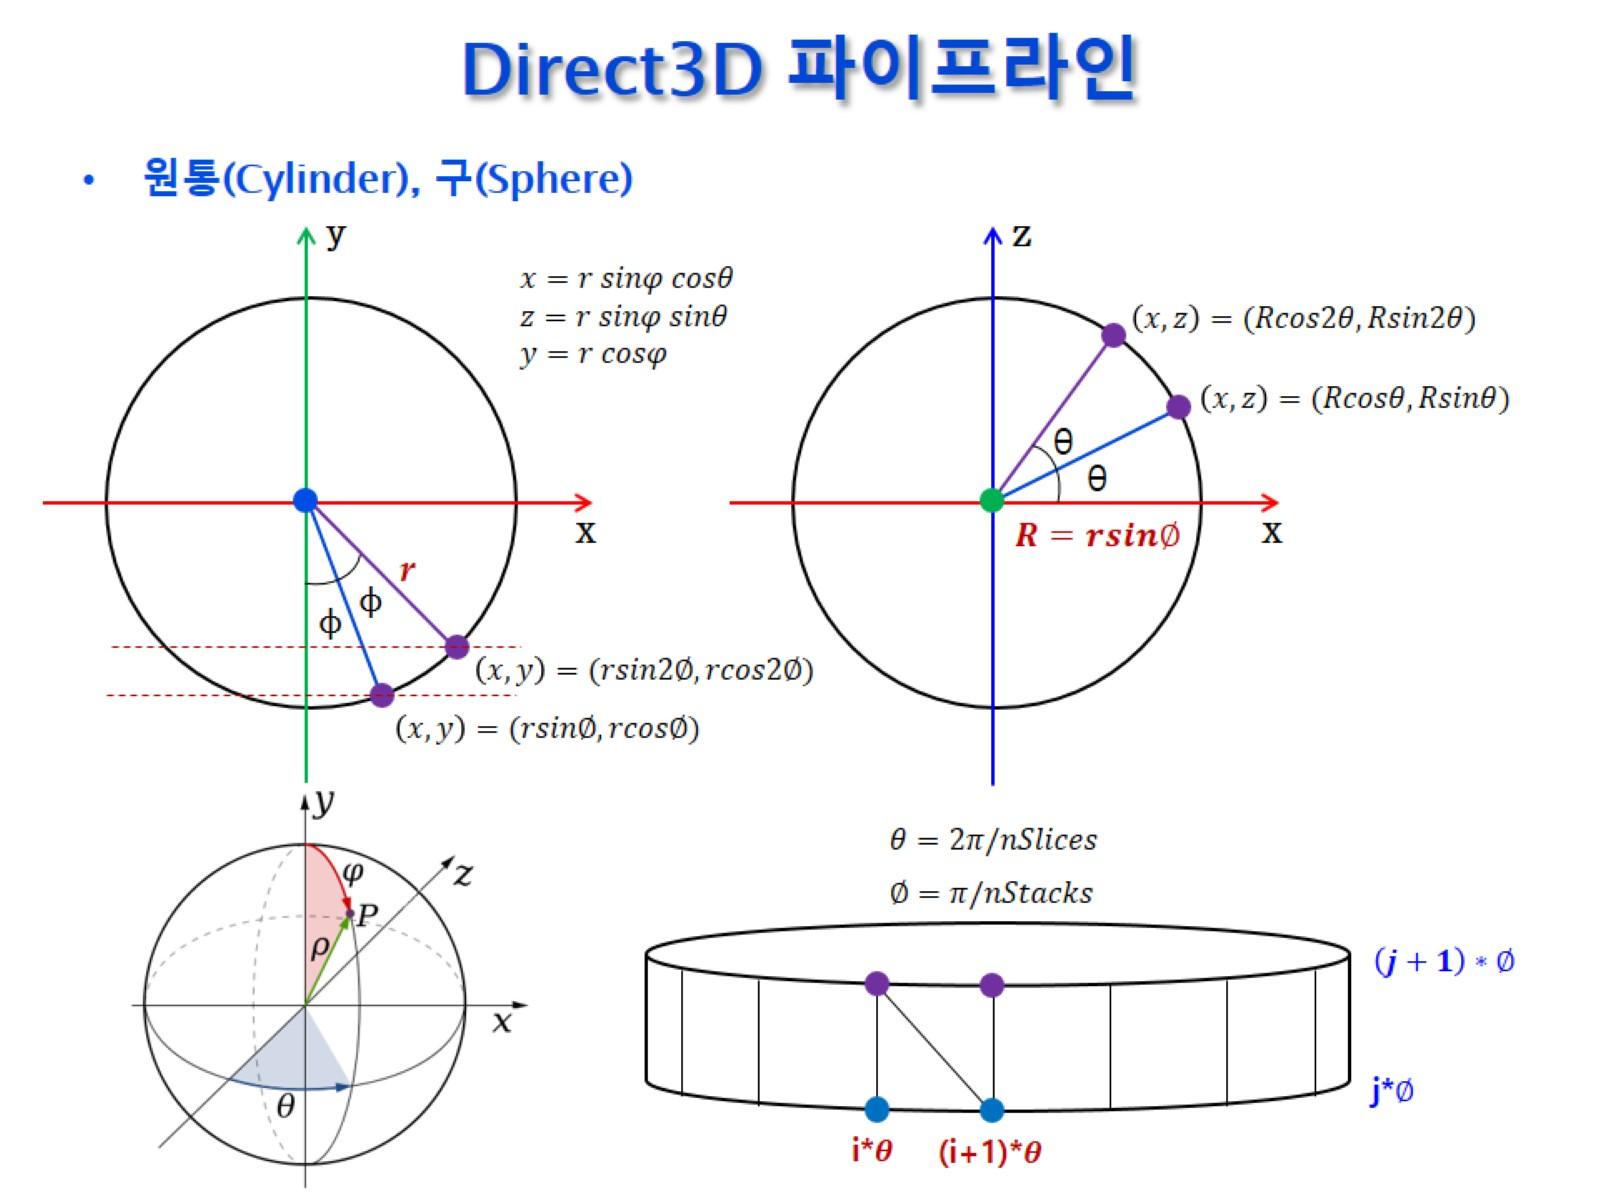 Direct3D 파이프라인
• 원통(Cylinder), 구(Sphere)
y
x = r sinφ cosθ
z = r sinφ sinθ
y = r cosφ
x
r
ϕ
ϕ
(x, y) = (rsin2∅, rcos2∅)
(x, y) = (rsin∅, rcos∅)
z
(x, z) = (Rcos2θ, Rsin2θ)
(x, z) = (Rcosθ, Rsinθ)
θ
θ
R = rsin∅
x
y
φ
z
P
ρ
x
θ
θ = 2π/nSlices
∅ = π/nStacks
(j + 1) * ∅
j*∅
i*θ
(i+1)*θ